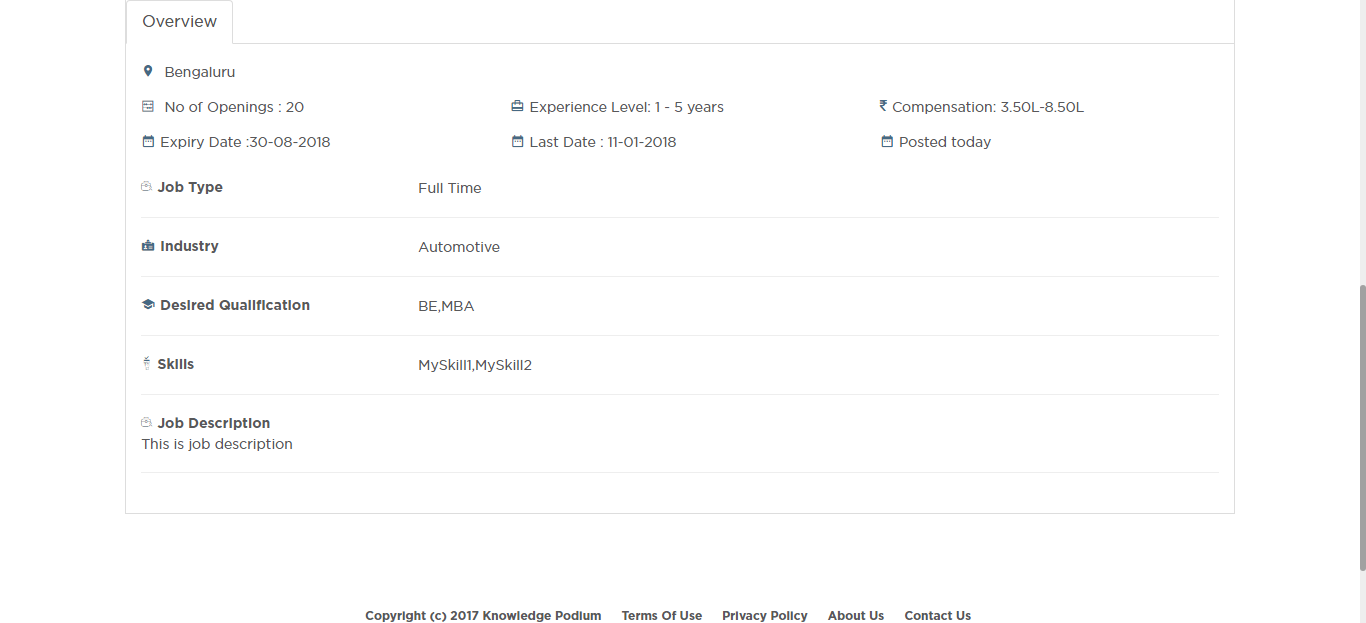 Overview
Bengaluru
No of Openings : 20 Experience Level: 1 - 5 years ₹ Compensation: 3.50L-8.50L
Expiry Date :30-08-2018 Last Date : 11-01-2018 Posted today
Job Type Full Time
Industry Automotive
Desired Qualification BE,MBA
Skills MySkill1,MySkill2
Job Description
This is job description
Copyright (c) 2017 Knowledge Podium Terms Of Use Privacy Policy About Us Contact Us